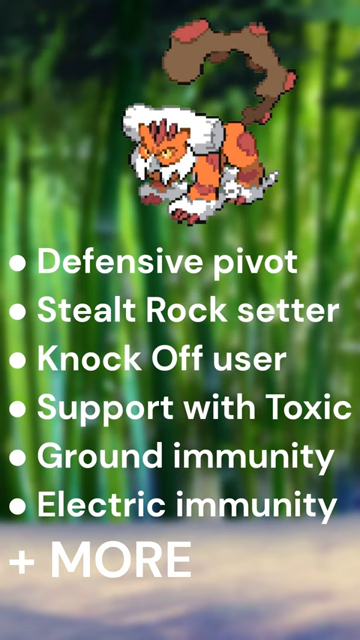 ● Defensive pivot
● Stealt Rock setter
● Knock Off user
● Support with Toxic
● Ground immunity
● Electric immunity
+ MORE